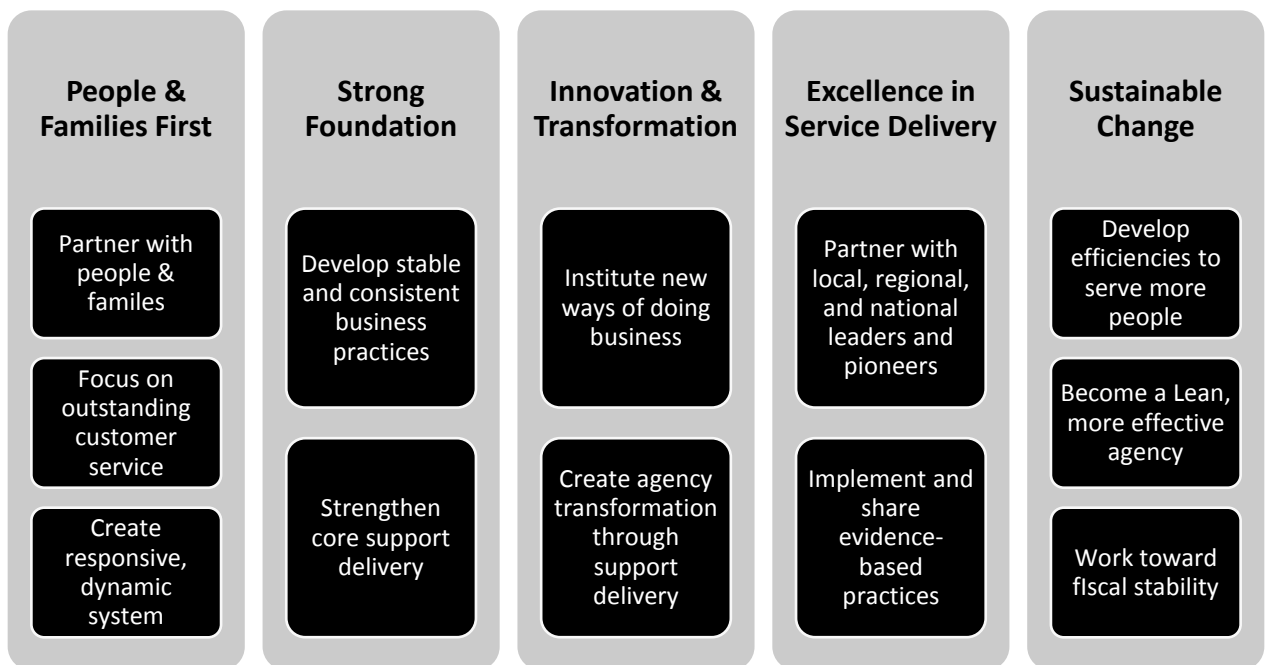 People &
Families First
Partner with
people &
familes
Focus on
outstanding
customer
service
Create
responsive,
dynamic
system
Strong
Foundation
Develop stable
and consistent
business
practices
Strengthen
core support
delivery
Innovation &
Transformation
Institute new
ways of doing
business
Create agency
transformation
through
support
delivery
Excellence in
Service Delivery
Partner with
local, regional,
and national
leaders and
pioneers
Implement and
share
evidence-
based
practices
Sustainable
Change
Develop
efficiencies to
serve more
people
Become a Lean,
more effective
agency
Work toward
fIscal stability